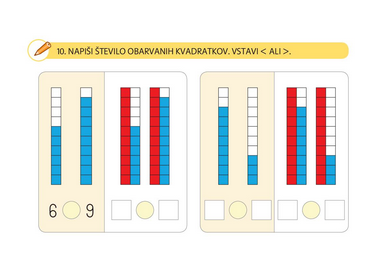 10. NAPIŠI ŠTEVILO OBARVANIH KVADRATKOV. VSTAVI < ALI >.
6 9